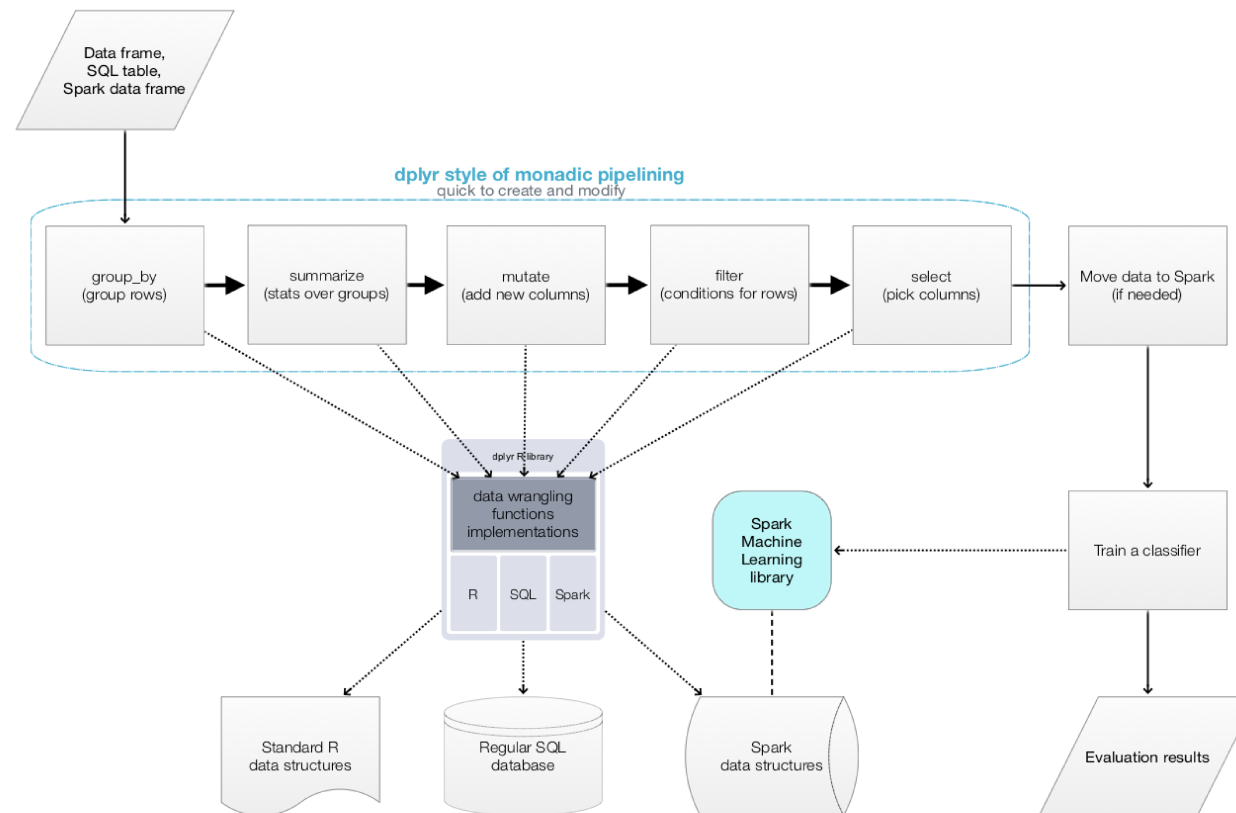 Data frame,
SQL table,
Spark data frame
dplyr style of monadic pipelining
quick to create and modify
group_by
(group rows)
summarize
(stats over groups)
mutate
(add new columns)
filter
(conditions for rows)
select
(pick columns)
Move data to Spark
(if needed)
dplyr R library
data wrangling
functions
implementations
R
SQL
Spark
Spark
Machine
Learning
library
Train a classifier
Standard R
data structures
Regular SQL
database
Spark
data structures
Evaluation results